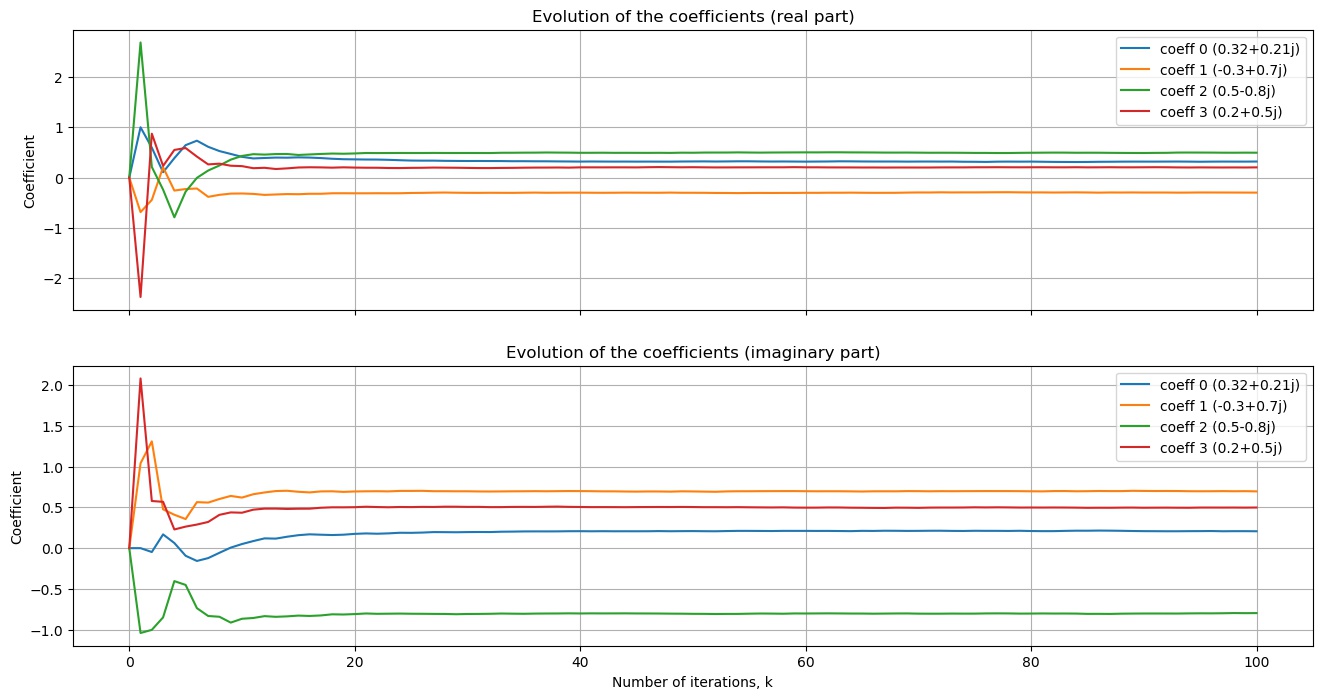 Evolution of the coefficients (real part)
Coefficient
2
1
0
−1
−2
coeff 0 (0.32+0.21j)
coeff 1 (-0.3+0.7j)
coeff 2 (0.5-0.8j)
coeff 3 (0.2+0.5j)
Evolution of the coefficients (imaginary part)
Coefficient
2.0
1.5
1.0
0.5
0.0
−0.5
−1.0
coeff 0 (0.32+0.21j)
coeff 1 (-0.3+0.7j)
coeff 2 (0.5-0.8j)
coeff 3 (0.2+0.5j)
0 20 40 60 80 100
Number of iterations, k